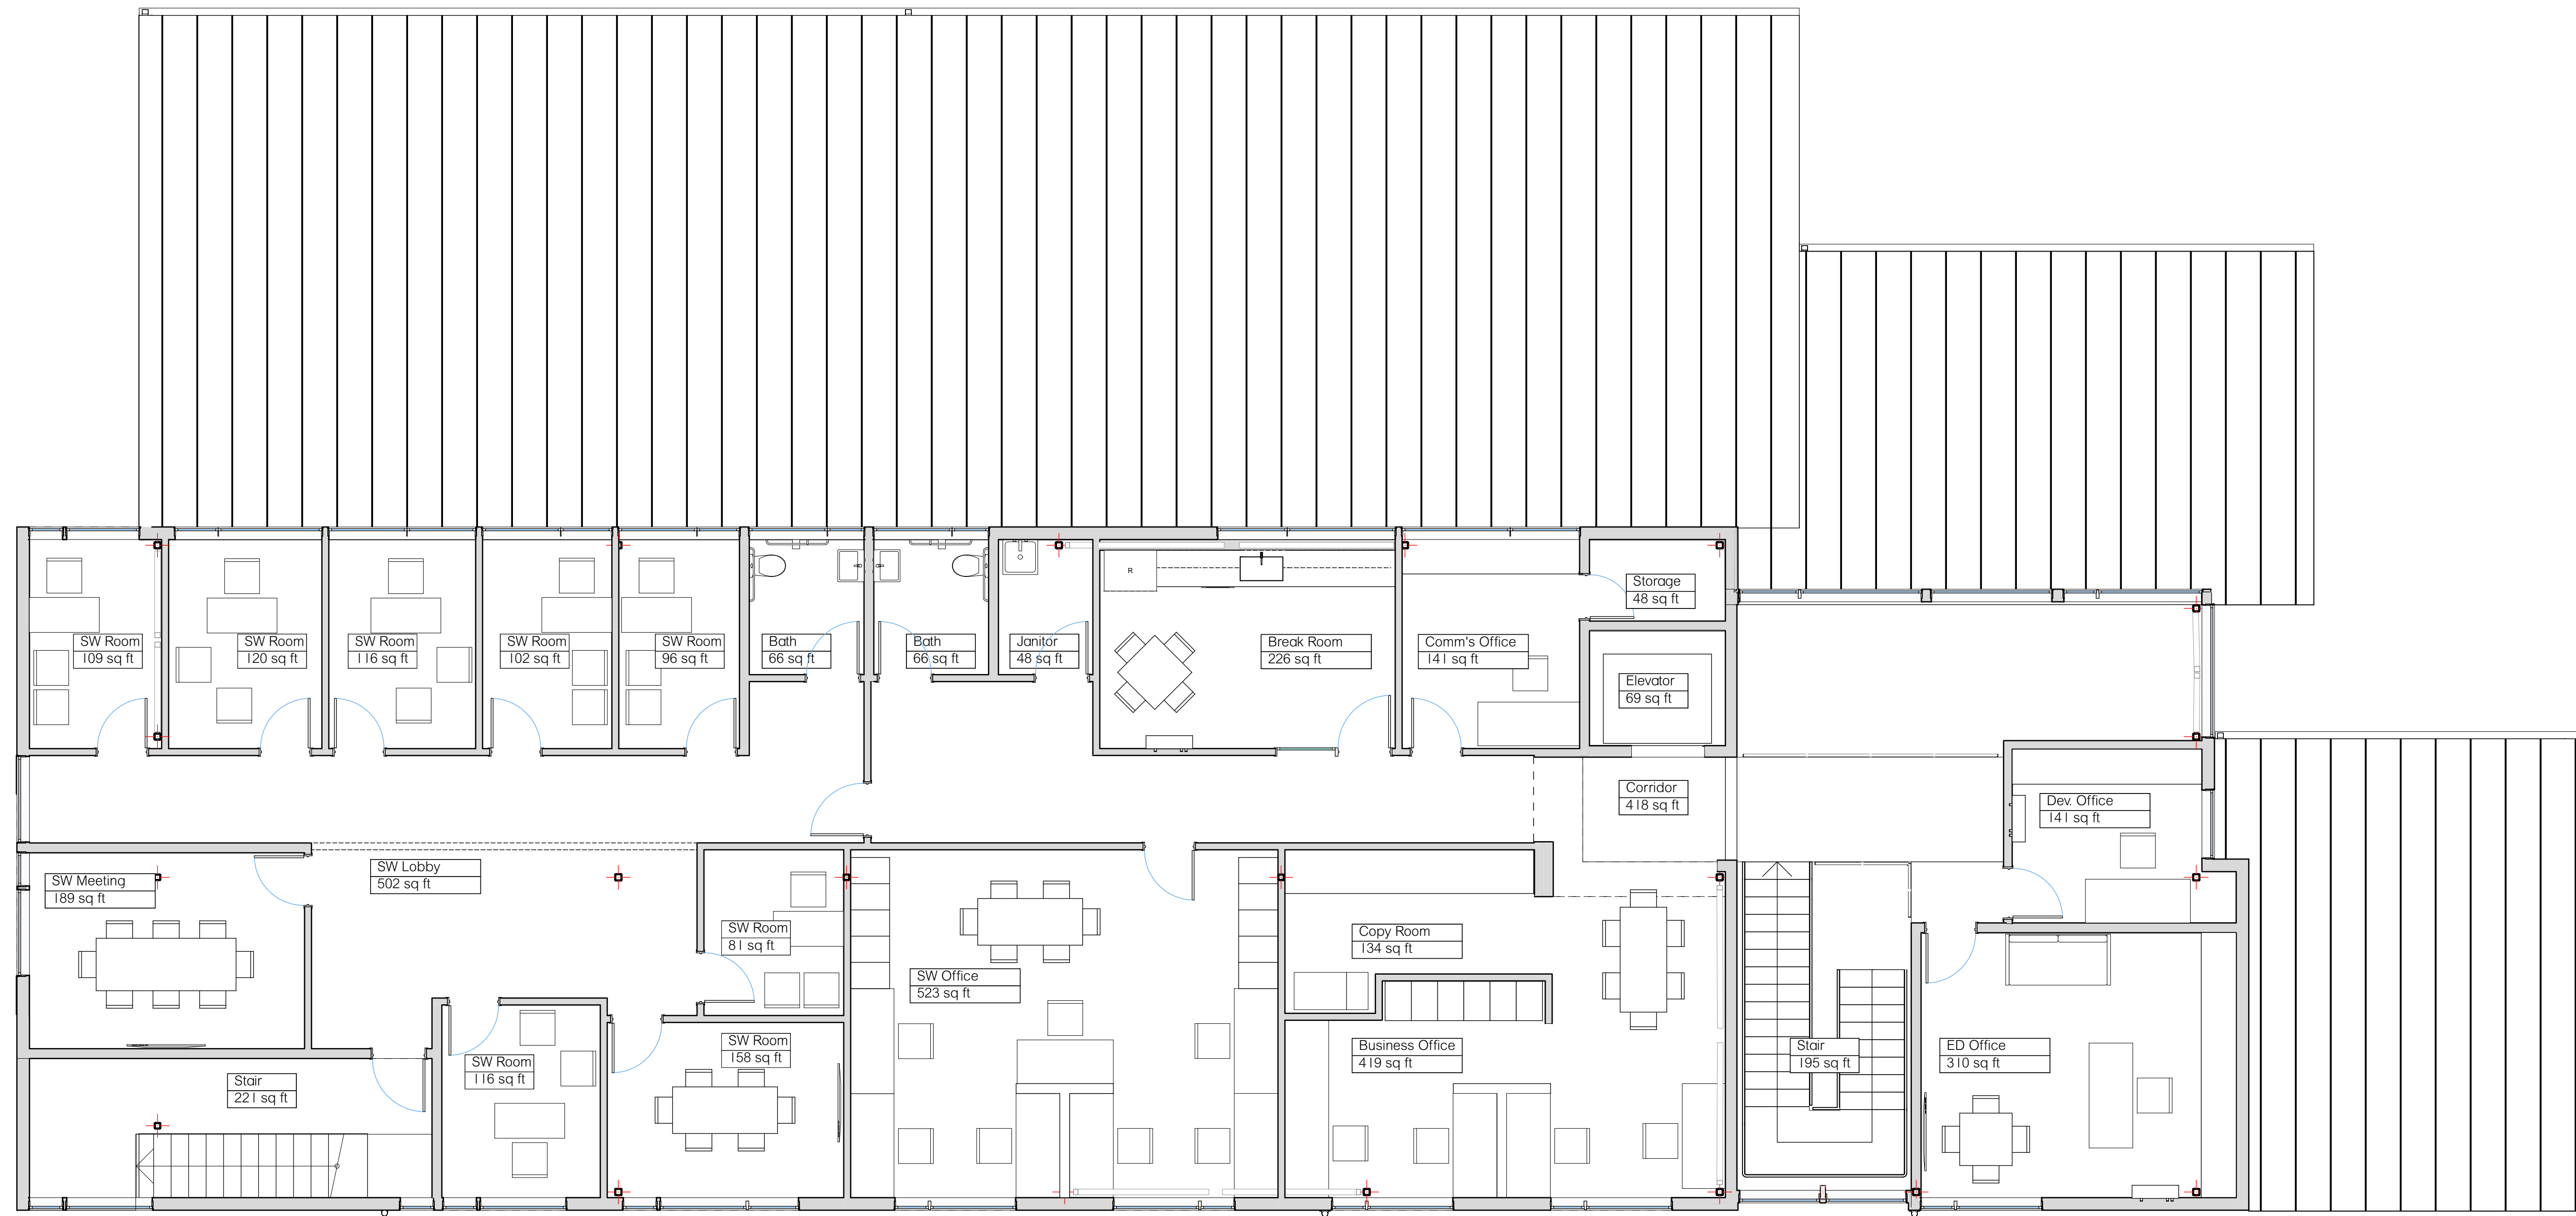 R
Storage
48 sq ft
SW Room
109 sq ft
SW Room
120 sq ft
SW Room
116 sq ft
SW Room
102 sq ft
SW Room
96 sq ft
Bath
66 sq ft
Bath
66 sq ft
Janitor
48 sq ft
Break Room
226 sq ft
Comm's Office
141 sq ft
Elevator
69 sq ft
Corridor
418 sq ft
Dev. Office
141 sq ft
SW Lobby
502 sq ft
SW Meeting
189 sq ft
SW Room
81 sq ft
Copy Room
134 sq ft
SW Office
523 sq ft
SW Room
158 sq ft
Business Office
419 sq ft
Stair
195 sq ft
ED Office
310 sq ft
SW Room
116 sq ft
Stair
221 sq ft